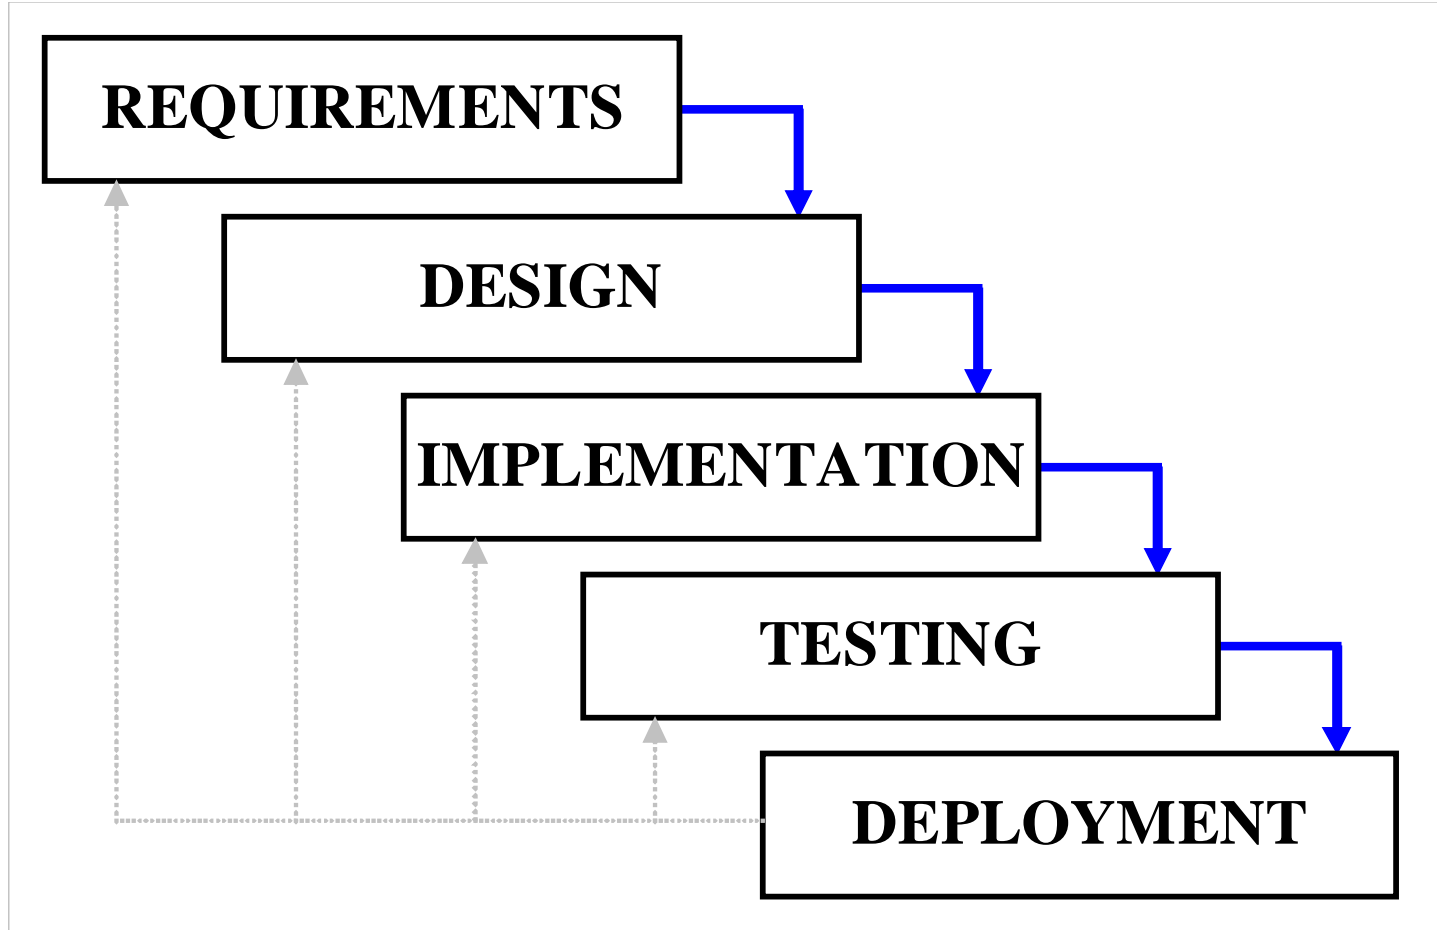 REQUIREMENTS
DESIGN
IMPLEMENTATION
TESTING
DEPLOYMENT